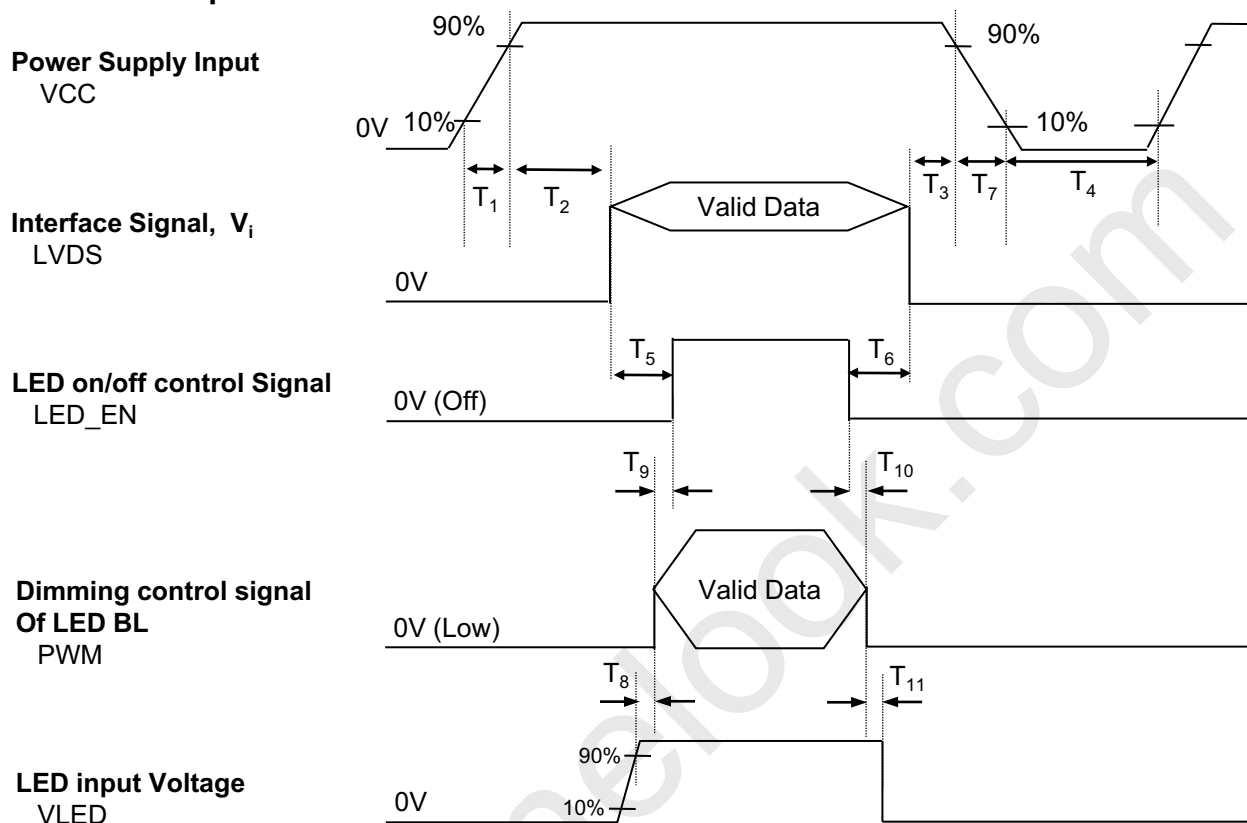 90%
90%
Power Supply Input
VCC
0V
10%
10%
T1
T2
T3
T7
T4
Valid Data
Interface Signal, Vi
LVDS
0V
T5
T6
LED on/off control Signal
LED_EN
0V (Off)
T9
T10
Dimming control signal
Of LED BL
PWM
Valid Data
0V (Low)
T8
T11
90%
LED input Voltage
VLED
0V
10%
elook.com